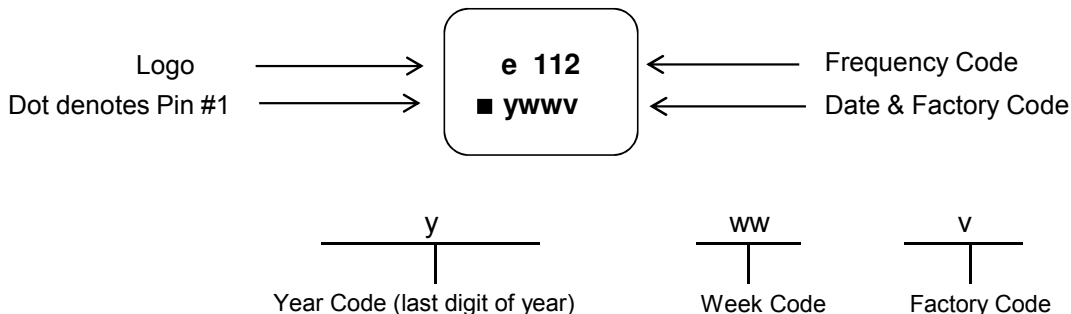 Logo e 112 Frequency Code
Dot denotes Pin #1 ■ ywwv Date & Factory Code
y ww v
Year Code (last digit of year) Week Code Factory Code